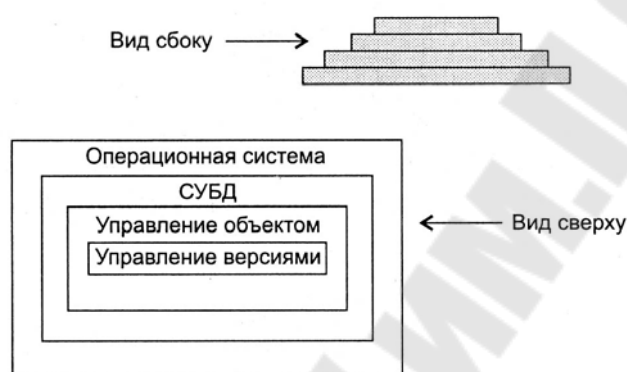 Вид сбоку
Операционная система
СУБД
Управление объектом
Вид сверху
Управление версиями